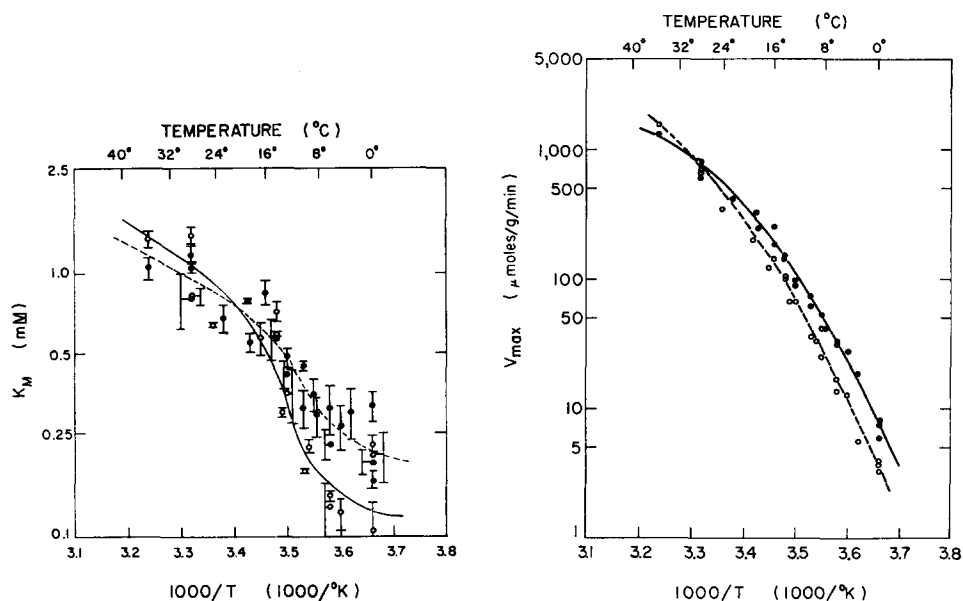 TEMPERATURE (°C)
40° 32° 24° 16° 8° 0°
2.5
1.0
0.5
0.25
0.1
K_M (mM)
3.1 3.2 3.3 3.4 3.5 3.6 3.7 3.8
1000/T (1000/°K)
TEMPERATURE (°C)
40° 32° 24° 16° 8° 0°
5,000
1,000
500
100
50
10
5
1
Vmax (μmoles/g/min)
3.1 3.2 3.3 3.4 3.5 3.6 3.7 3.8
1000/T (1000/°K)